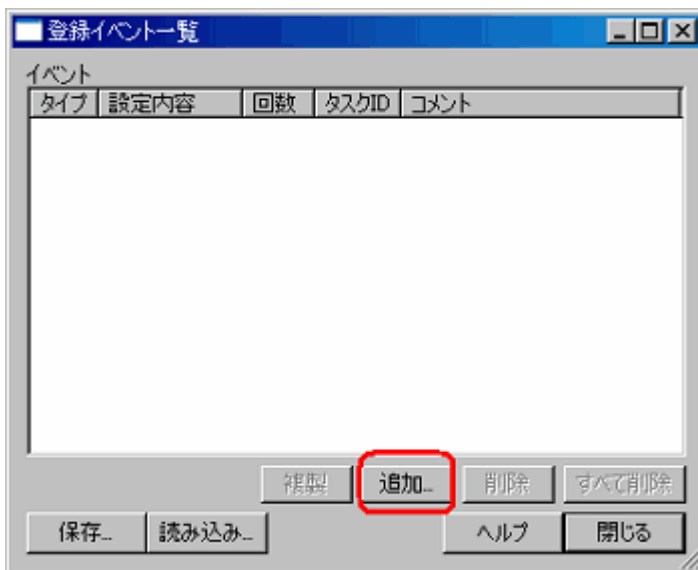 登録イベント一覧
イベント
タイプ 設定内容 回数 タスクID コメント
複製 追加... 削除 すべて削除
保存... 読み込み... ヘルプ 閉じる